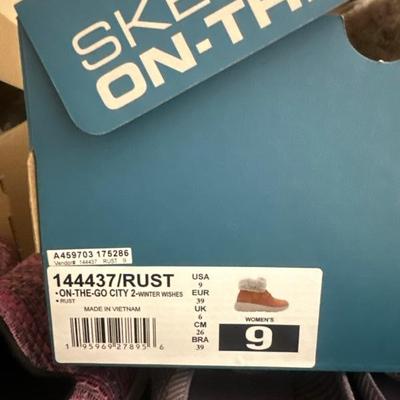 SKE
ON-TH
A459703 175286
Vendor# 144437 RUST 9
144437/RUST
• ON-THE-GO CITY 2-WINTER WISHES
• RUST
MADE IN VIETNAM
1 95969 27895 6
USA
9
EUR
39
UK
6
CM
26
BRA
39
WOMEN'S
9